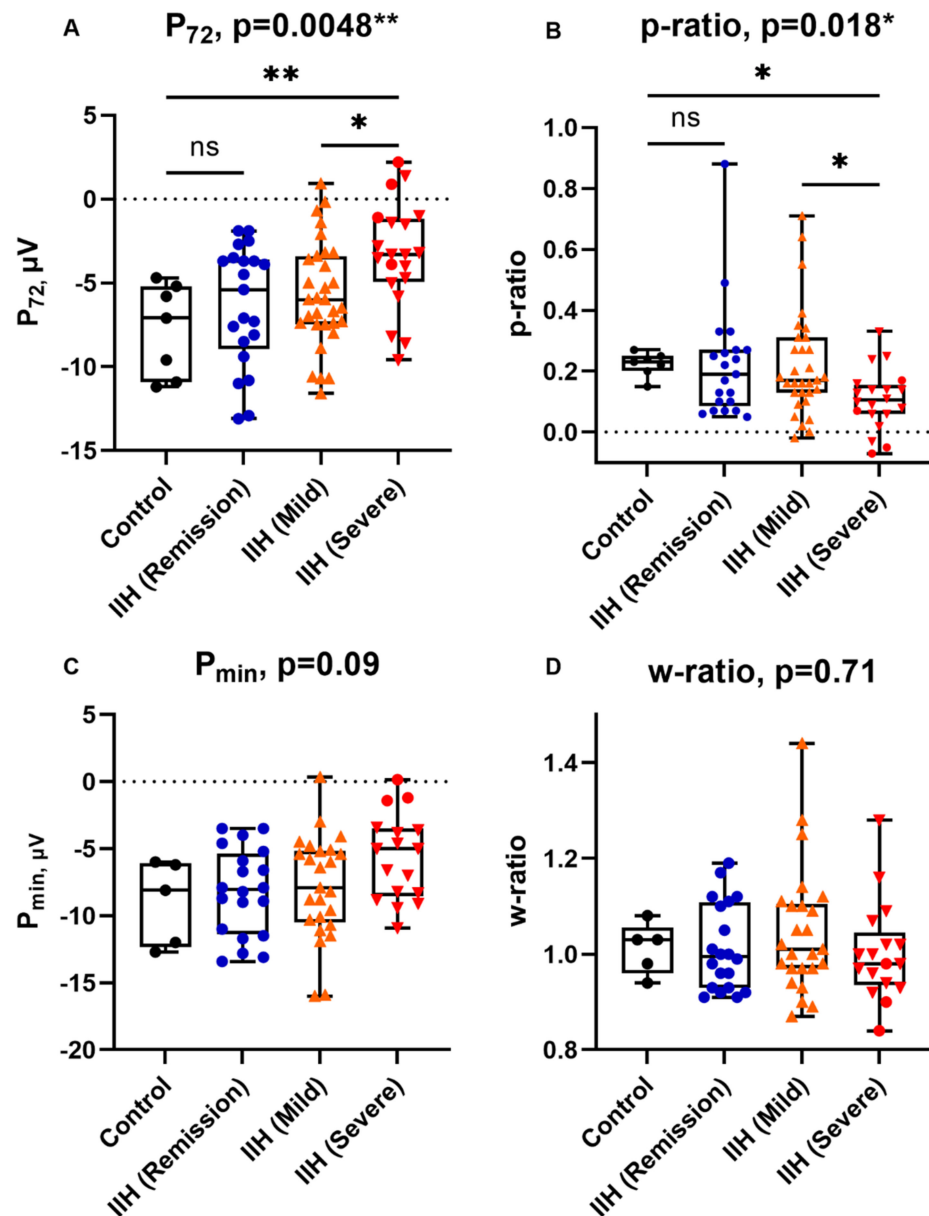 A
P72, p=0.0048**
**
*
ns
5
0
-5
-10
-15
P72, µV
Control
IIH (Remission)
IIH (Mild)
IIH (Severe)
B
p-ratio, p=0.018*
*
ns
*
1.0
0.8
0.6
0.4
0.2
0.0
p-ratio
Control
IIH (Remission)
IIH (Mild)
IIH (Severe)
C
Pmin, p=0.09
5
0
-5
-10
-15
-20
Pmin, µV
Control
IIH (Remission)
IIH (Mild)
IIH (Severe)
D
w-ratio, p=0.71
1.4
1.2
1.0
0.8
w-ratio
Control
IIH (Remission)
IIH (Mild)
IIH (Severe)